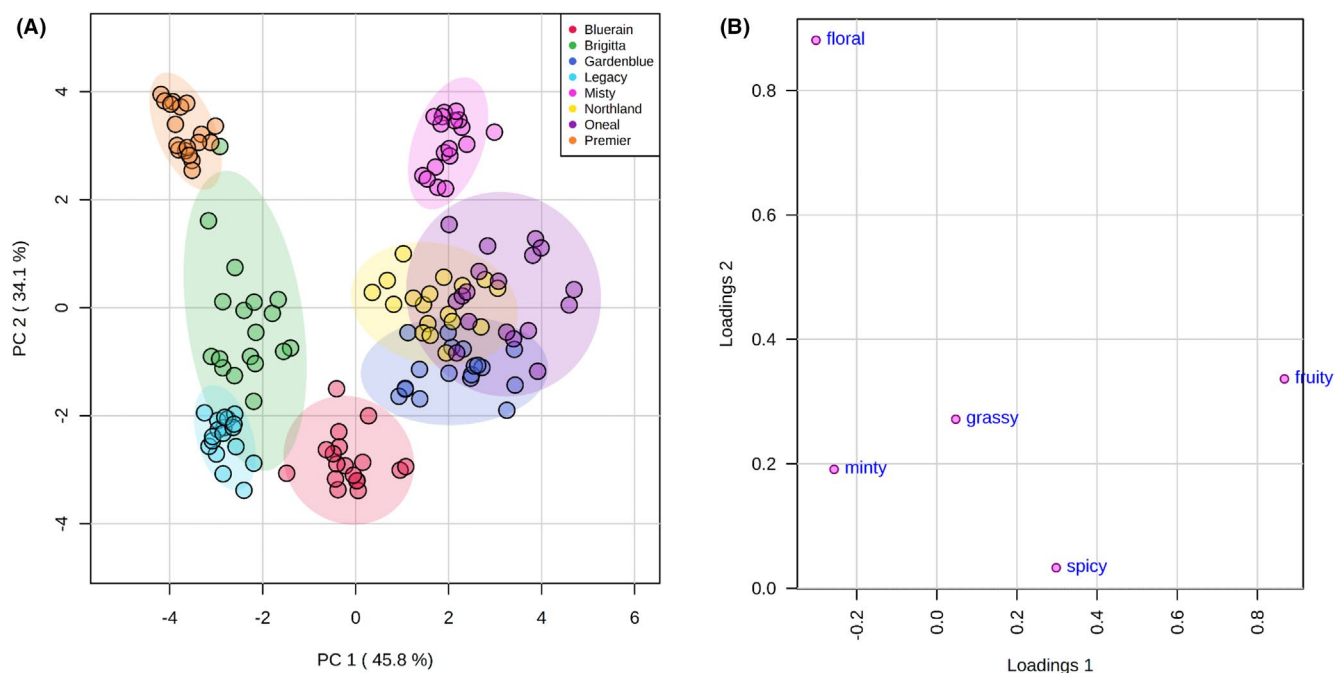 (A)
Bluerain
Brigitta
Gardenblue
Legacy
Misty
Northland
Oneal
Premier
4
2
0
-2
-4
PC 2 ( 34.1 %)
-4
-2
0
2
4
6
PC 1 ( 45.8 %)
(B)
floral
fruity
grassy
minty
spicy
0.8
0.6
0.4
0.2
0.0
Loadings 2
-0.2
0.0
0.2
0.4
0.6
0.8
Loadings 1